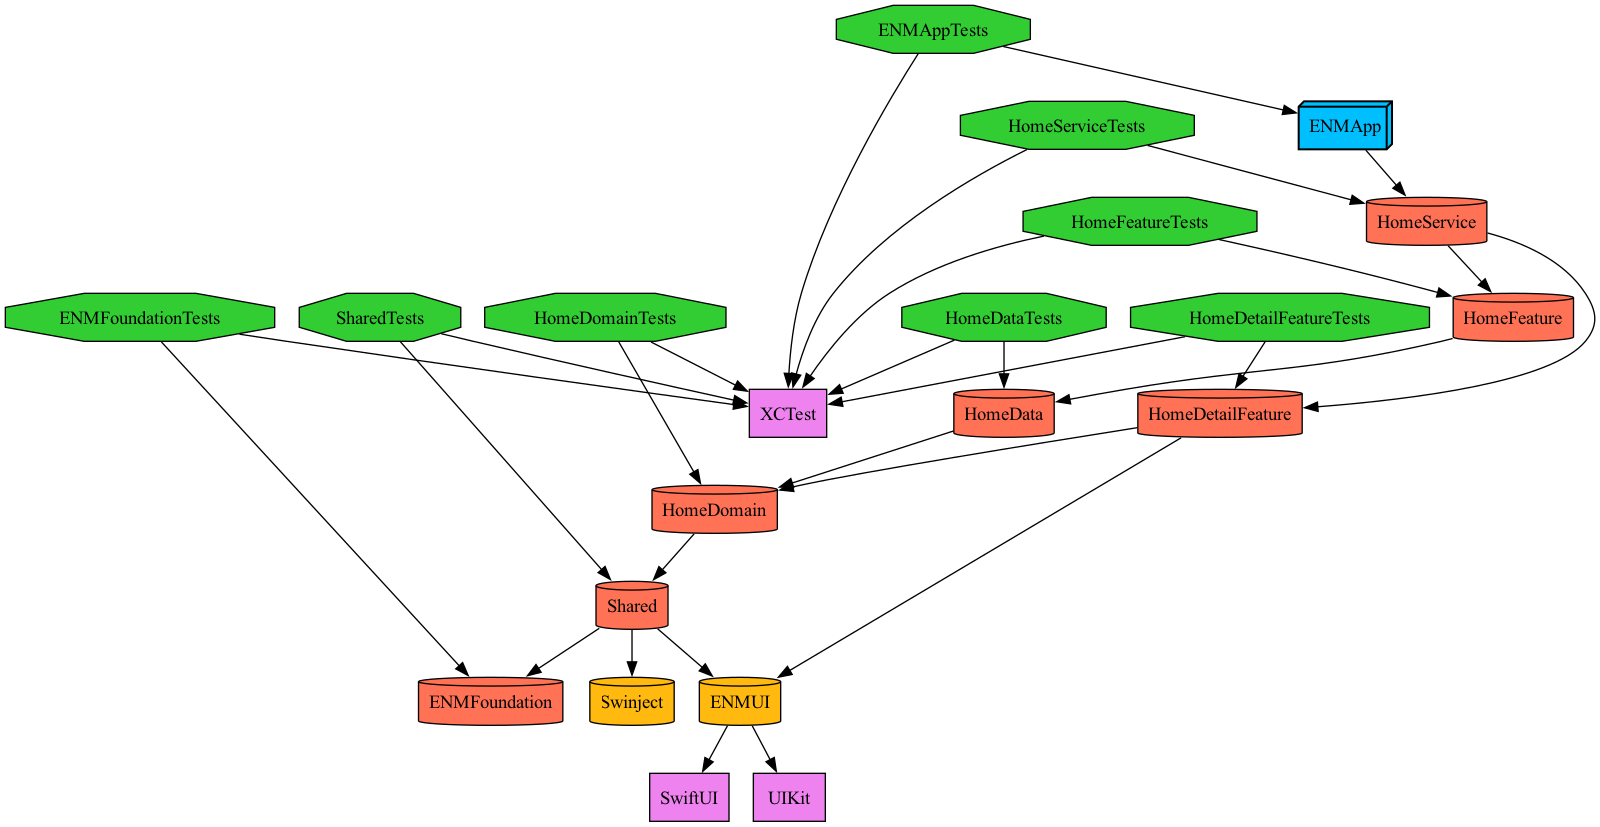 ENMAppTests
HomeServiceTests
ENMApp
HomeFeatureTests
HomeService
ENMFoundationTests
SharedTests
HomeDomainTests
HomeDataTests
HomeDetailFeatureTests
HomeFeature
XCTest
HomeData
HomeDetailFeature
HomeDomain
Shared
ENMFoundation
Swinject
ENMUI
SwiftUI
UIKit